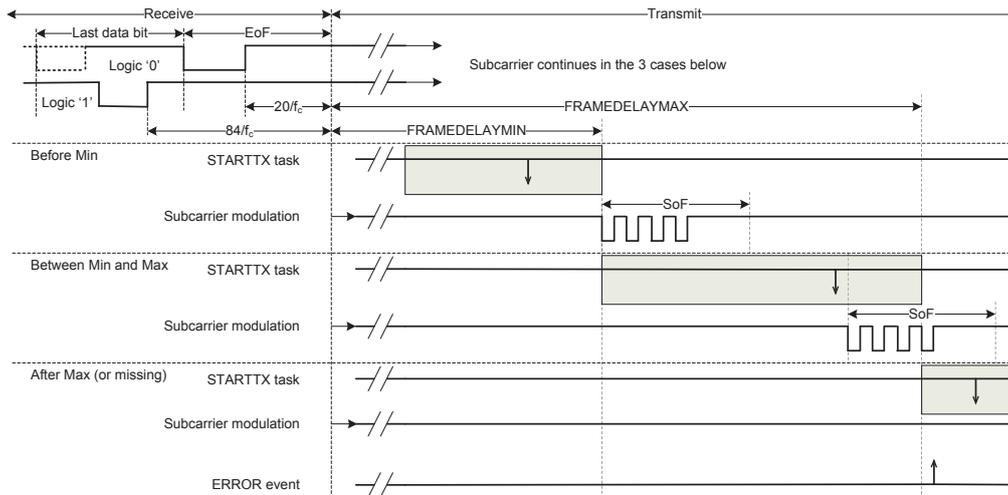 Receive
Transmit
Last data bit
EoF
Logic ‘0’
Subcarrier continues in the 3 cases below
Logic ‘1’
20/fc
FRAMEDELAYMAX
84/fc
FRAMEDELAYMIN
Before Min
STARTTX task
SoF
Subcarrier modulation
Between Min and Max
STARTTX task
SoF
Subcarrier modulation
After Max (or missing)
STARTTX task
Subcarrier modulation
ERROR event